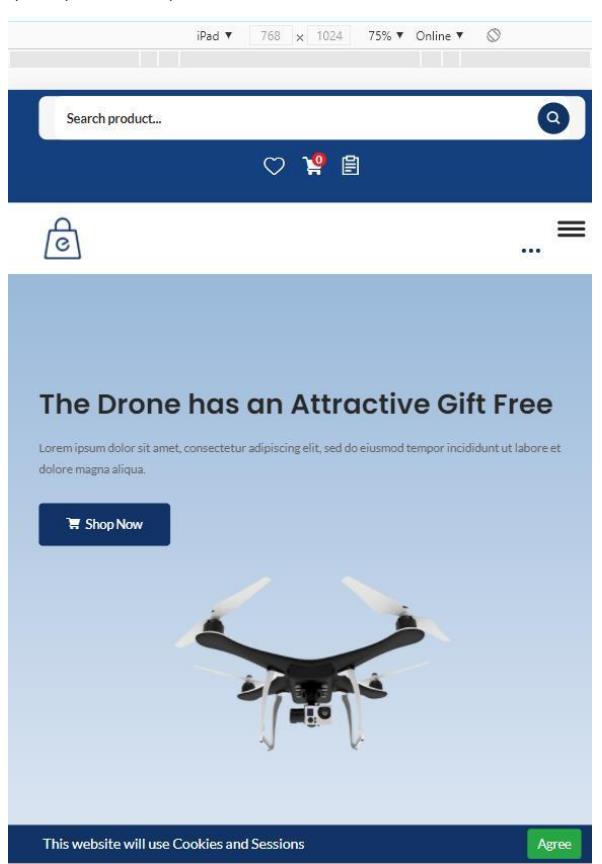 iPad ▼ 768 x 1024 75% ▼ Online ▼
Search product...
0
e
...
The Drone has an Attractive Gift Free
Lorem ipsum dolor sit amet, consectetur adipiscing elit, sed do eiusmod tempor incididunt ut labore et
dolore magna aliqua.
Shop Now
This website will use Cookies and Sessions Agree